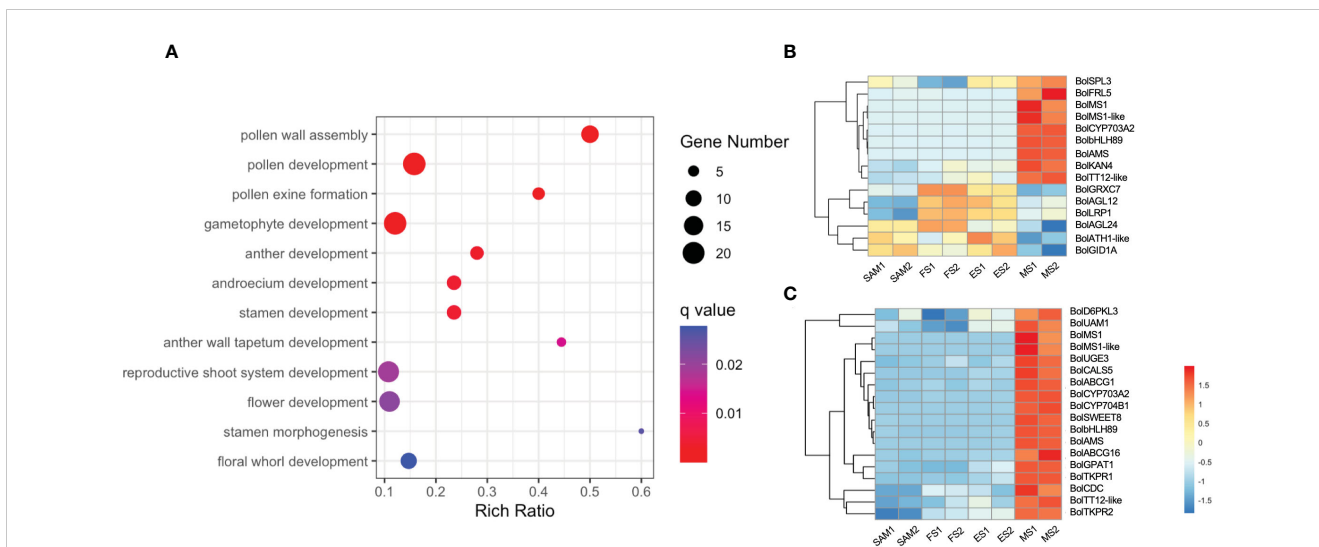 A
pollen wall assembly
pollen development
pollen exine formation
gametophyte development
anther development
androecium development
stamen development
anther wall tapetum development
reproductive shoot system development
flower development
stamen morphogenesis
floral whorl development
0.1 0.2 0.3 0.4 0.5 0.6
Rich Ratio
Gene Number
5
10
15
20
q value
0.02
0.01
B
BolSPL3
BolFRL5
BolMS1
BolMS1-like
BolCYP703A2
BolbHLH89
BolAMS
BolKAN4
BolTT12-like
BolGRXC7
BolAGL12
BolLRP1
BolAGL24
BolATH1-like
BolGID1A
SAM1 SAM2 FS1 FS2 ES1 ES2 MS1 MS2
C
BolD6PKL3
BolUAM1
BolMS1
BolMS1-like
BolUGE3
BolCALS5
BolABCG1
BolCYP703A2
BolCYP704B1
BolSWEET8
BolbHLH89
BolAMS
BolABCG16
BolGPAT1
BolTKPR1
BolCDC
BolTT12-like
BolTKPR2
SAM1 SAM2 FS1 FS2 ES1 ES2 MS1 MS2
1.5
1
0.5
0
-0.5
-1
-1.5